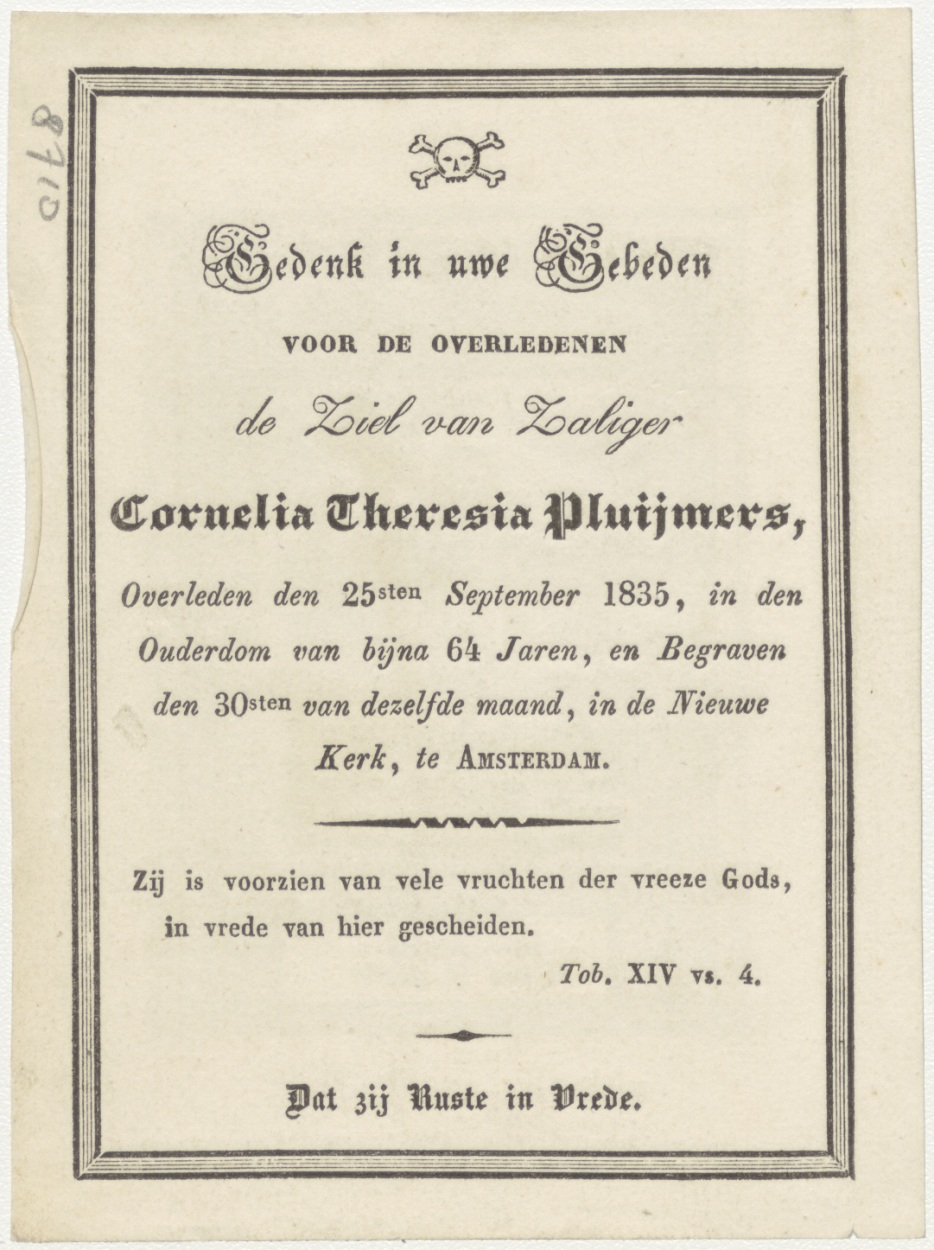 8710
Gedenk in uwe Gebeden
VOOR DE OVERLEDENEN
de Ziel van Zaliger
Cornelia Theresia Pluijmers,
Overleden den 25sten September 1835, in den
Ouderdom van bijna 64 Jaren, en Begraven
den 30sten van dezelfde maand, in de Nieuwe
Kerk, te AMSTERDAM.
Zij is voorzien van vele vruchten der vreeze Gods,
in vrede van hier gescheiden.
Tob. XIV vs. 4.
Dat zij Ruste in Vrede.